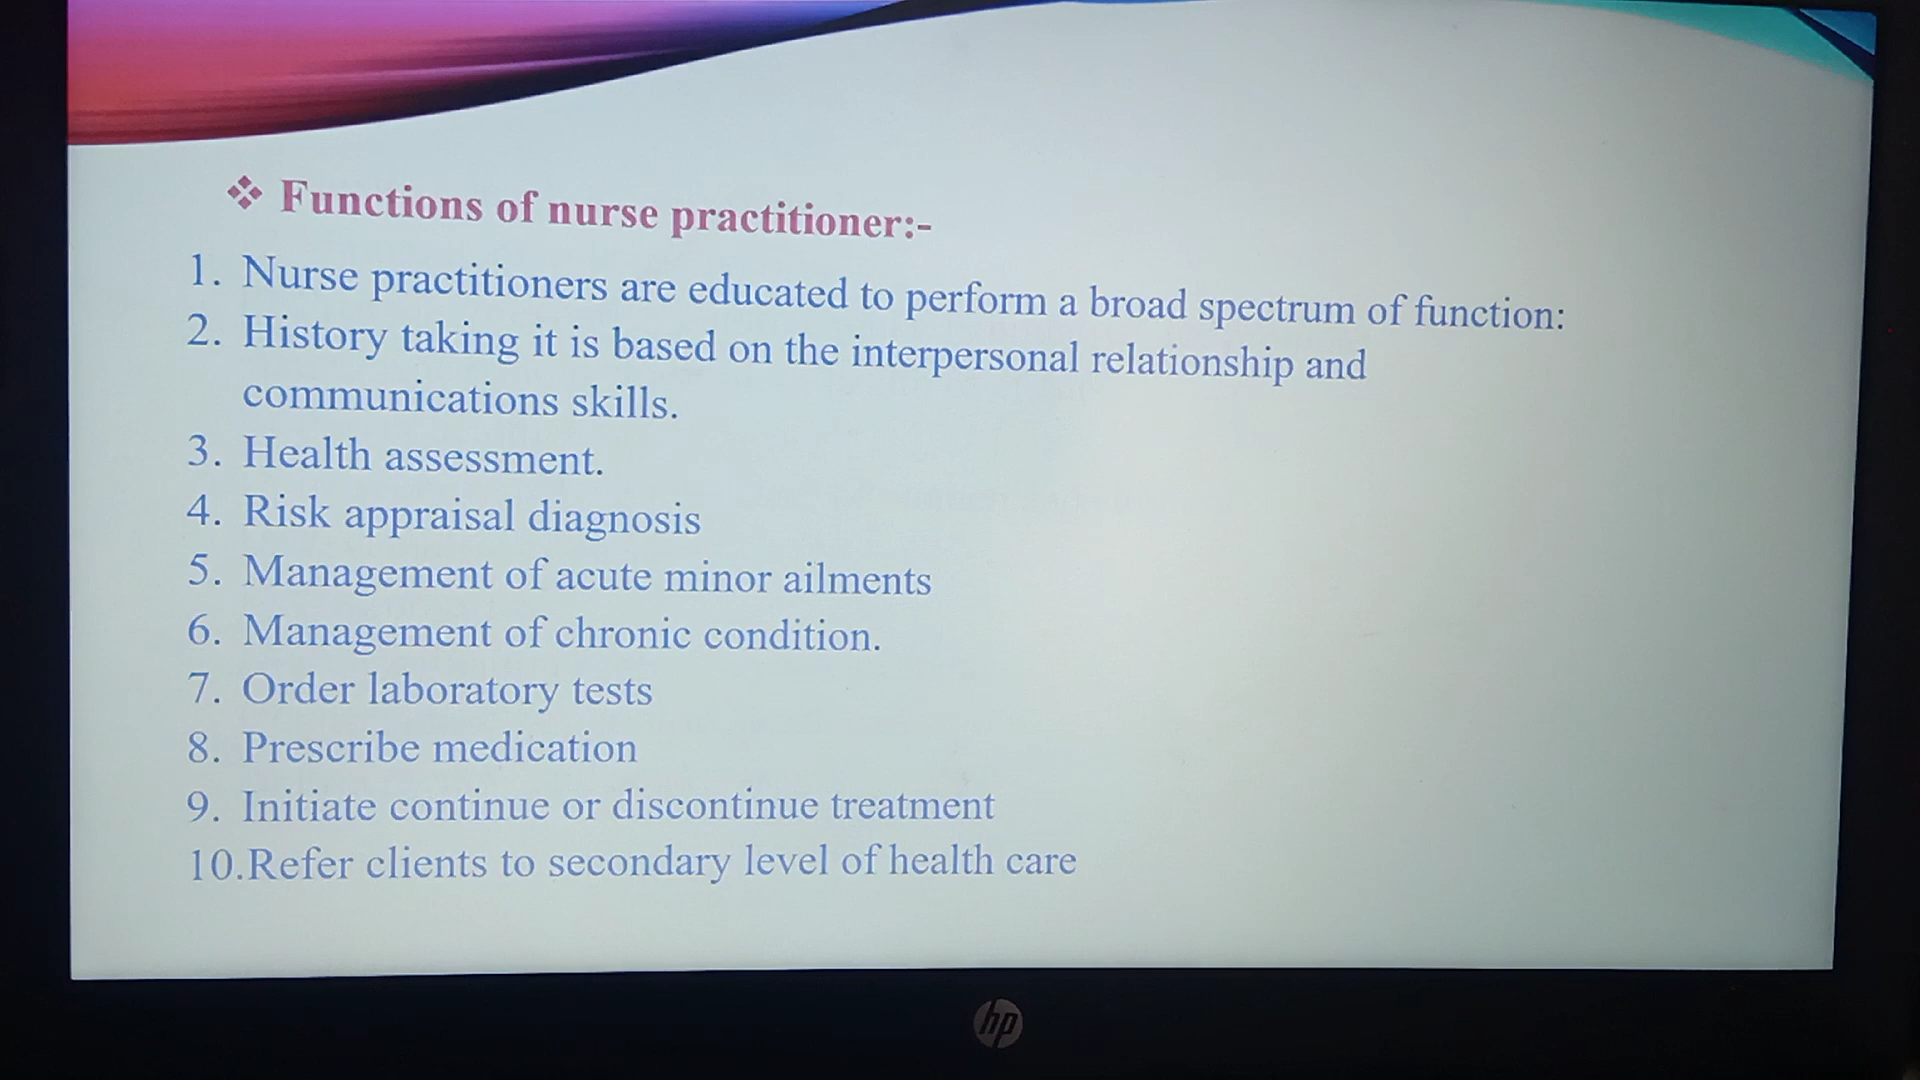 ❖ Functions of nurse practitioner:-
1. Nurse practitioners are educated to perform a broad spectrum of function:
2. History taking it is based on the interpersonal relationship and
communications skills.
3. Health assessment.
4. Risk appraisal diagnosis
5. Management of acute minor ailments
6. Management of chronic condition.
7. Order laboratory tests
8. Prescribe medication
9. Initiate continue or discontinue treatment
10.Refer clients to secondary level of health care
hp